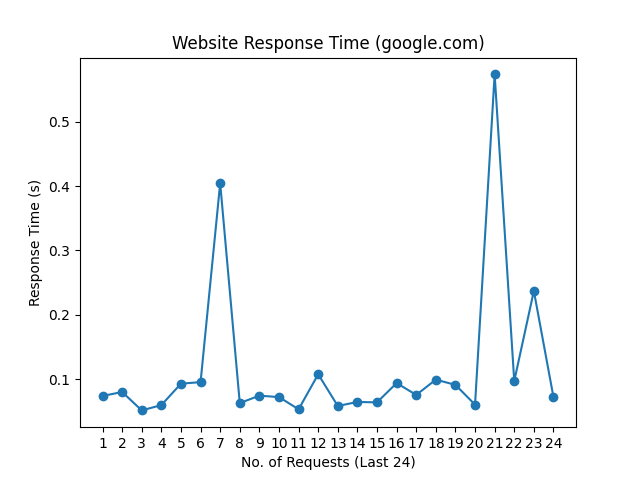 Website Response Time (google.com)
0.5
0.4
0.3
0.2
0.1
Response Time (s)
1 2 3 4 5 6 7 8 9 10 11 12 13 14 15 16 17 18 19 20 21 22 23 24
No. of Requests (Last 24)